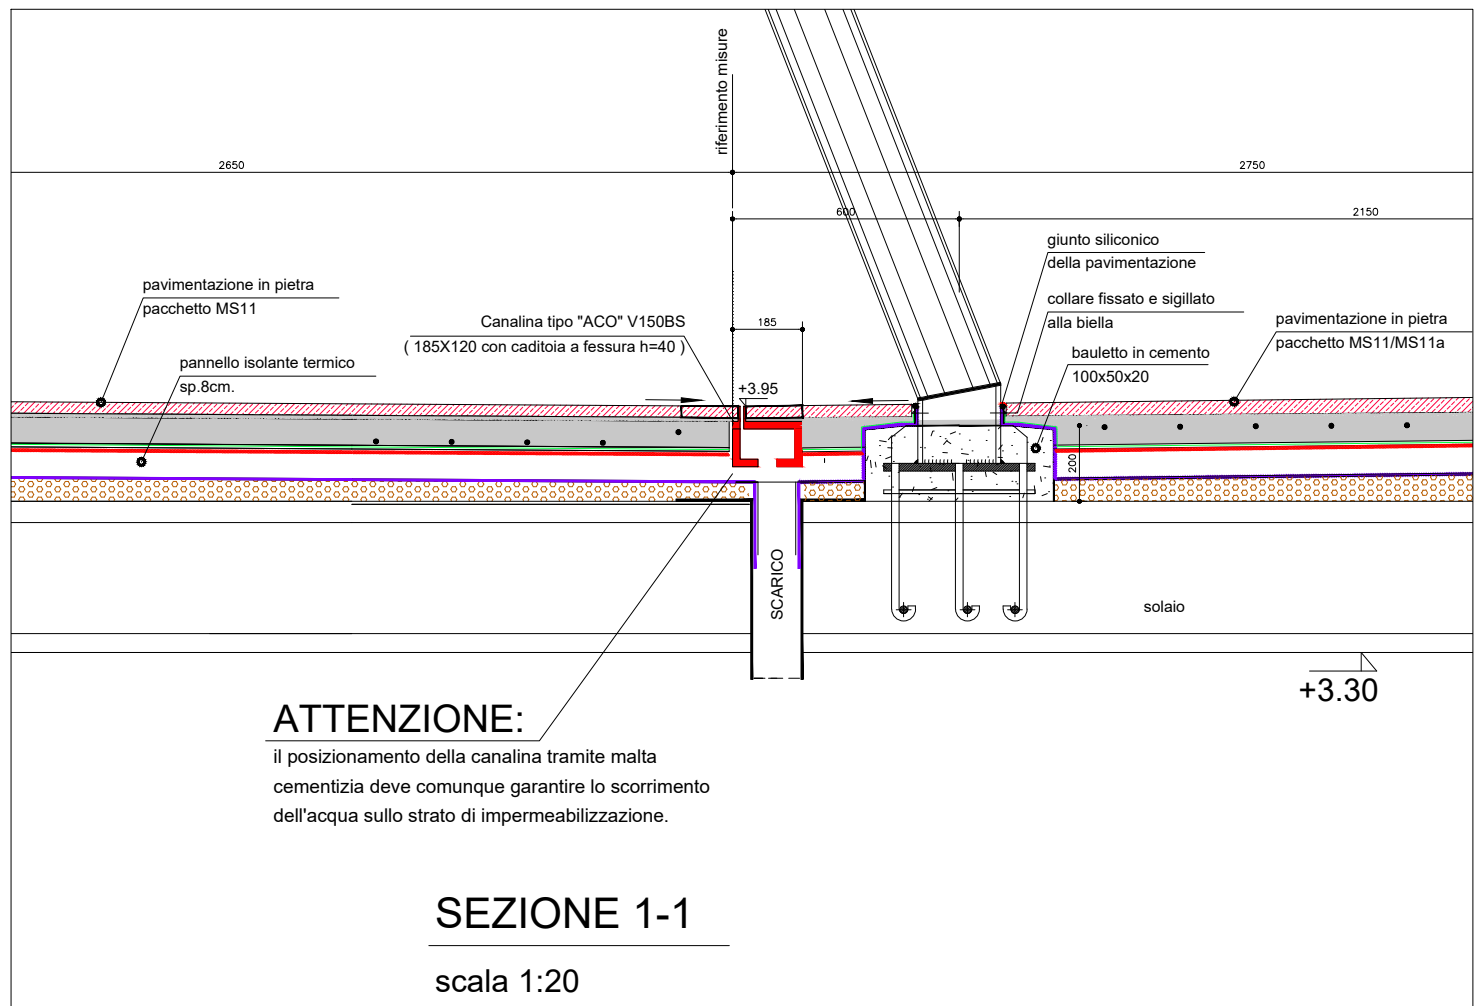 riferimento misure
2650
2750
600
2150
giunto siliconico
della pavimentazione
pavimentazione in pietra
pacchetto MS11
collare fissato e sigillato
alla biella
Canalina tipo "ACO" V150BS
( 185X120 con caditoia a fessura h=40 )
185
pavimentazione in pietra
pacchetto MS11/MS11a
bauletto in cemento
100x50x20
pannello isolante termico
sp.8cm.
+3.95
200
SCARICO
solaio
+3.30
ATTENZIONE:
il posizionamento della canalina tramite malta
cementizia deve comunque garantire lo scorrimento
dell'acqua sullo strato di impermeabilizzazione.
SEZIONE 1-1
scala 1:20